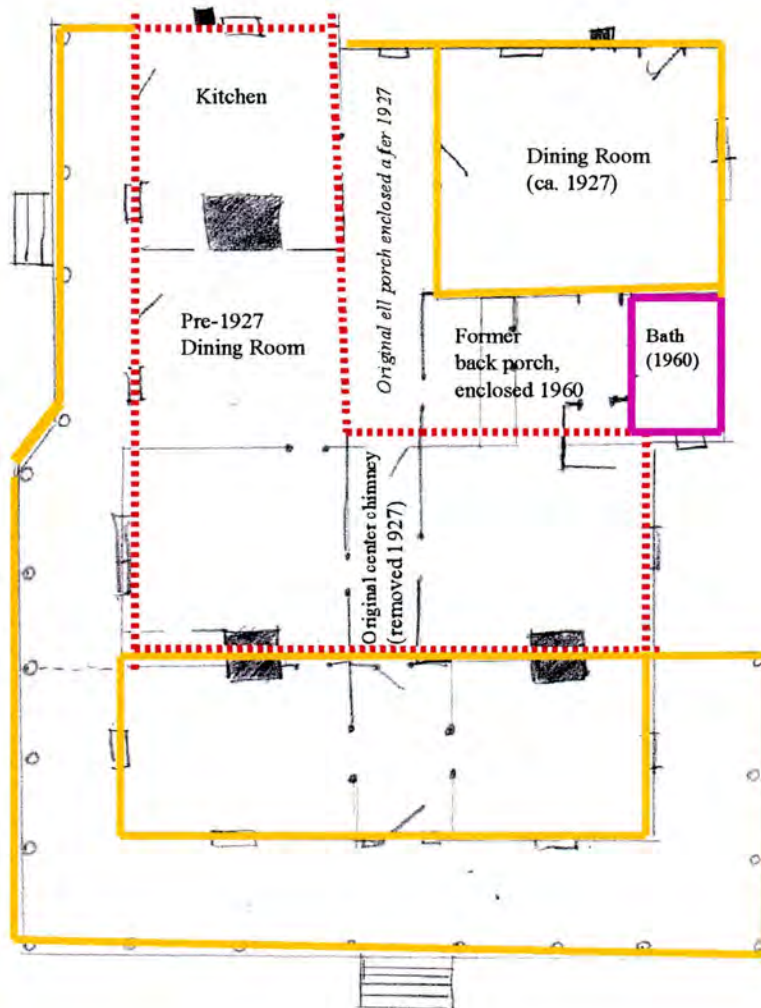 Kitchen
Original ell porch enclosed a fer 1927
Dining Room
(ca. 1927)
Pre-1927
Dining Room
Former
back porch,
enclosed 1960
Bath
(1960)
Original center chimney
(removed 1927)